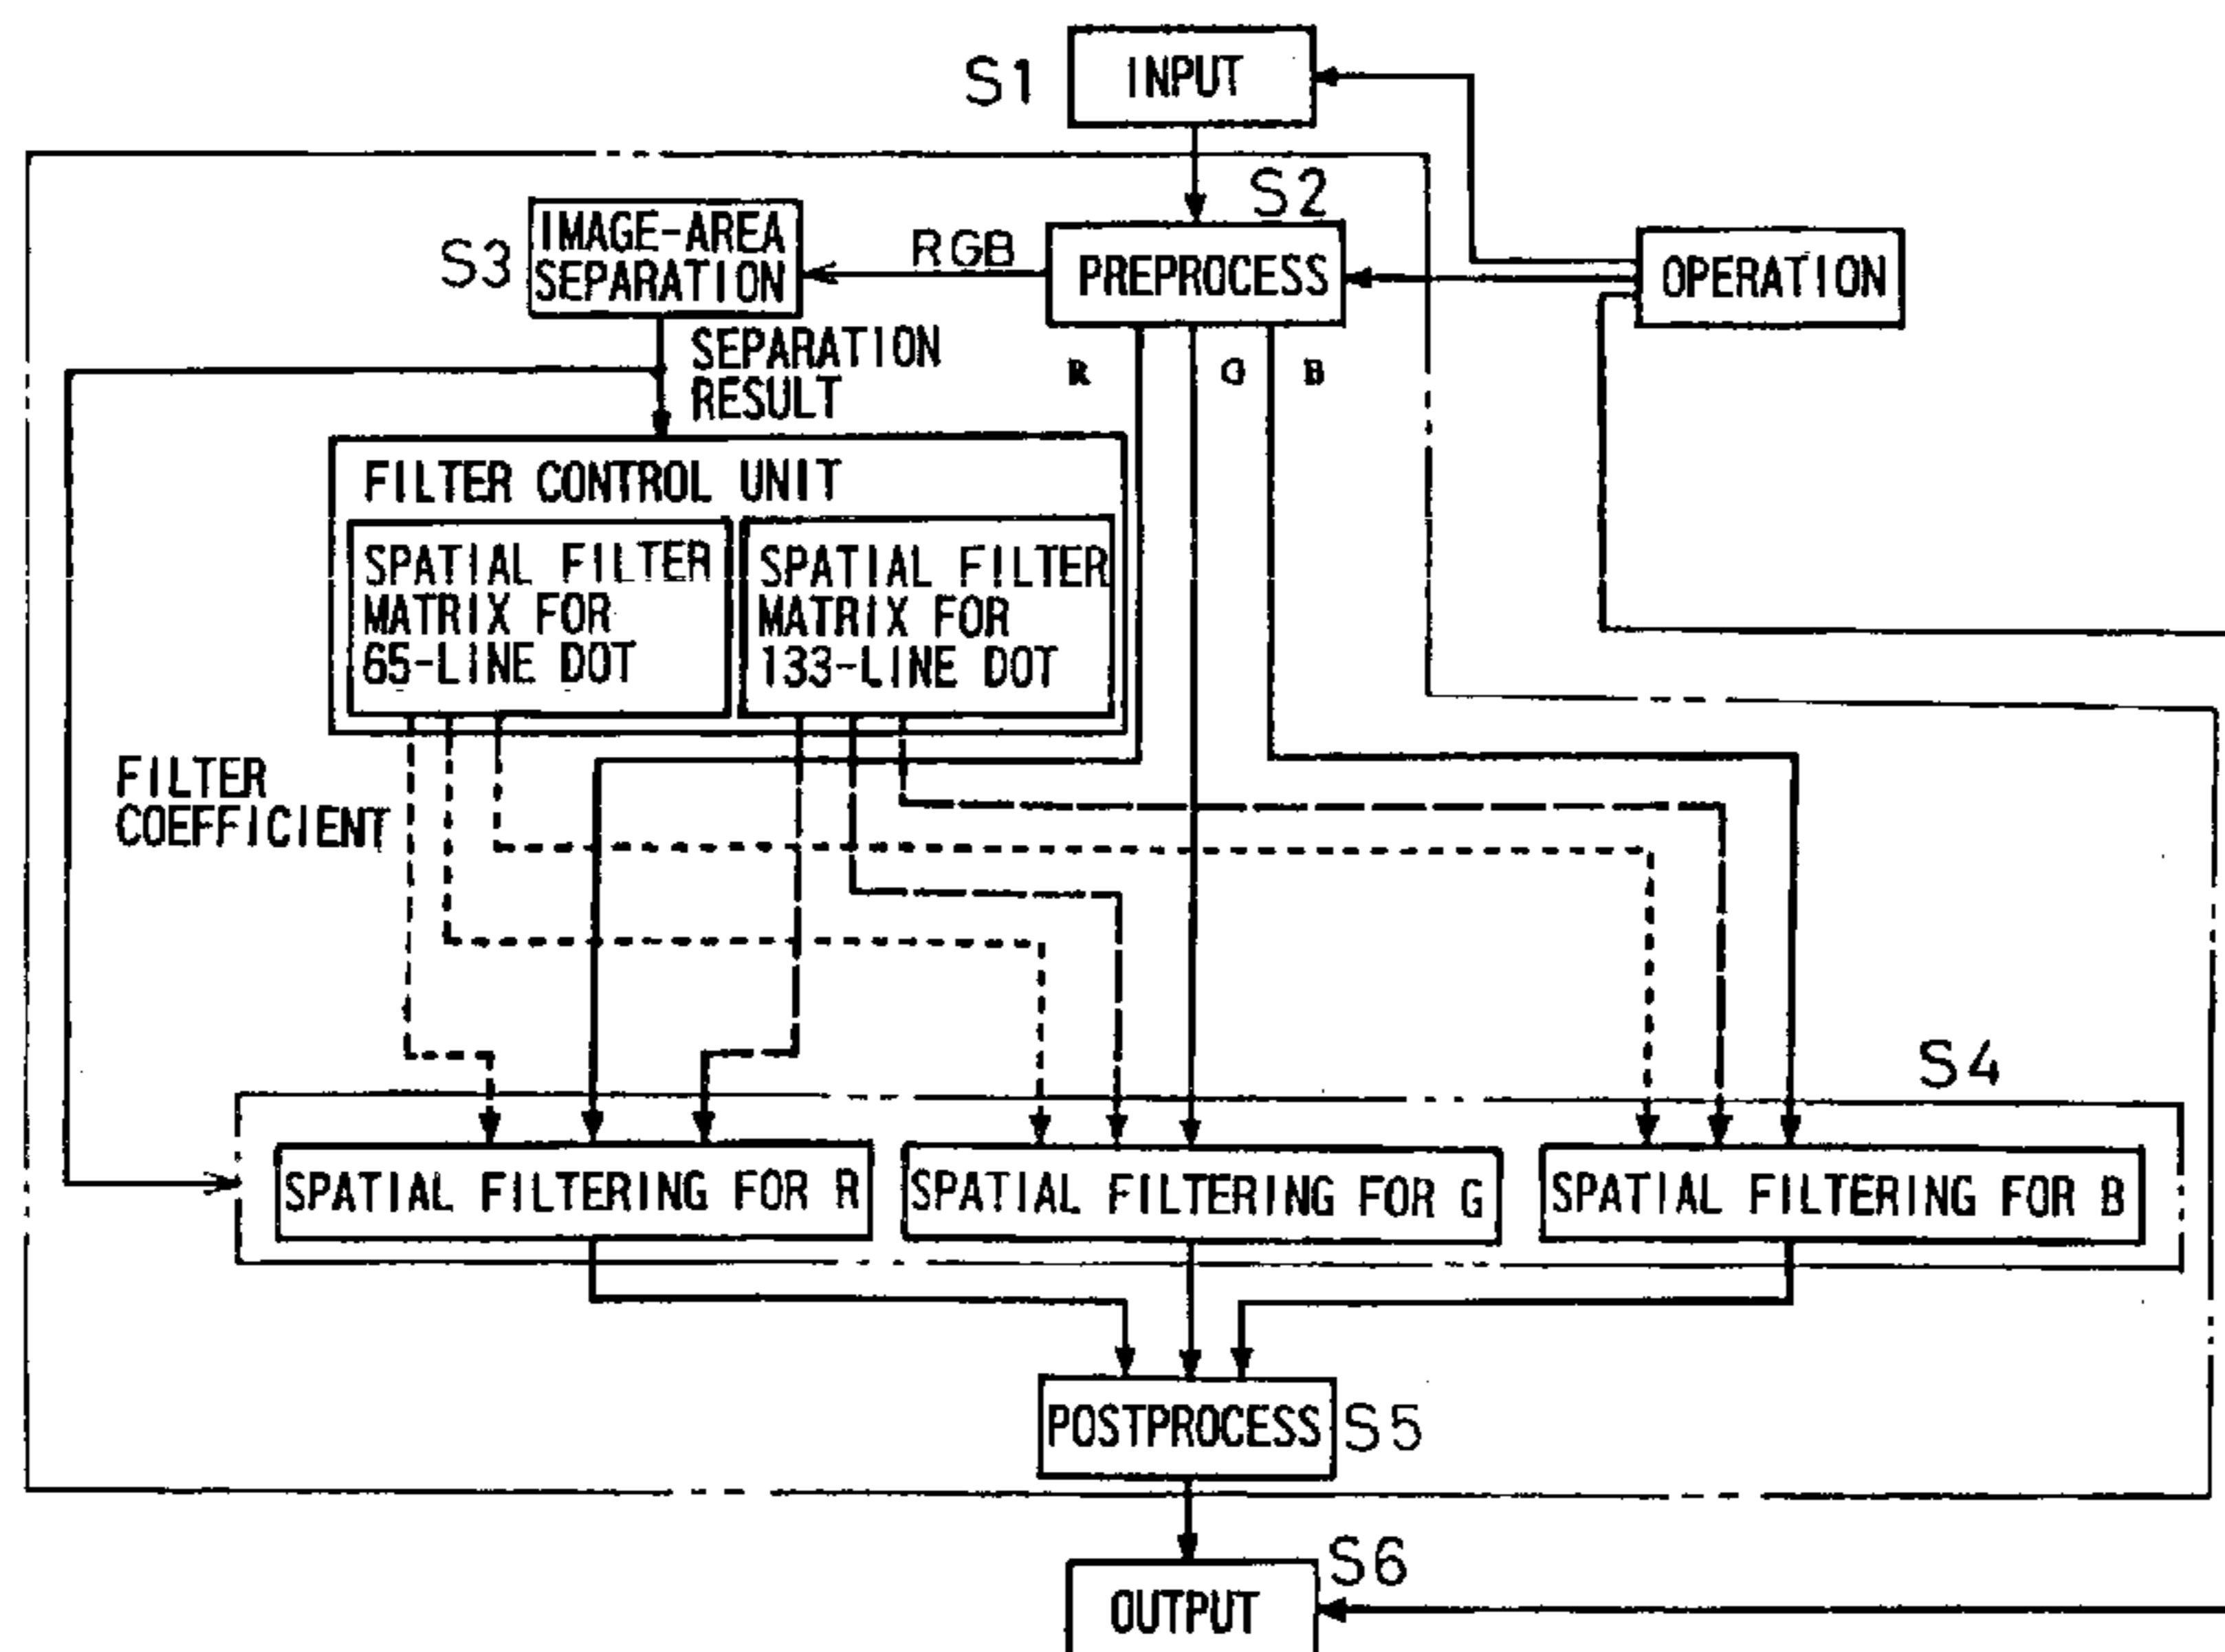 INPUT
S1
S2
IMAGE-AREA
SEPARATION
S3
RGB
PREPROCESS
OPERATION
SEPARATION
RESULT
R
G
B
FILTER CONTROL UNIT
SPATIAL FILTER
MATRIX FOR
65-LINE DOT
SPATIAL FILTER
MATRIX FOR
133-LINE DOT
FILTER
COEFFICIENT
S4
SPATIAL FILTERING FOR R
SPATIAL FILTERING FOR G
SPATIAL FILTERING FOR B
POSTPROCESS
S5
S6
OUTPUT